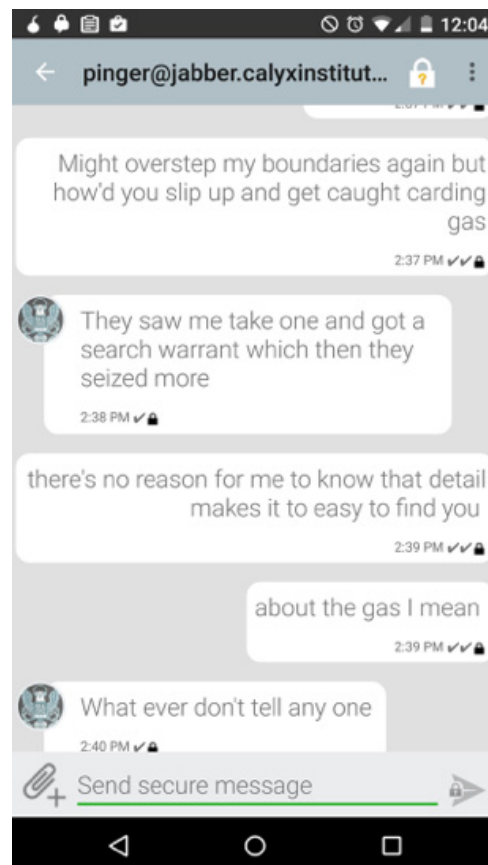 12:04
pinger@jabber.calyxinstitut...
Might overstep my boundaries again but
how'd you slip up and get caught carding
gas
2:37 PM
They saw me take one and got a
search warrant which then they
seized more
2:38 PM
there's no reason for me to know that detail
makes it to easy to find you
2:39 PM
about the gas I mean
2:39 PM
What ever don't tell any one
2:40 PM
Send secure message